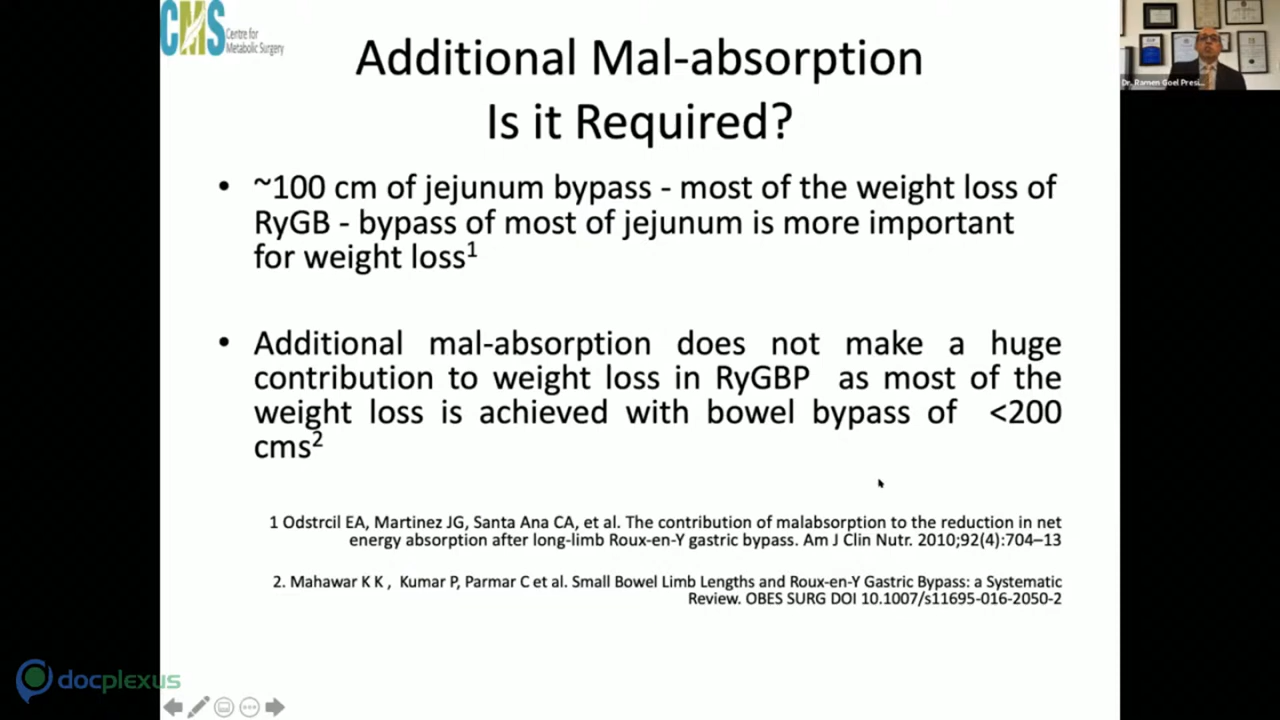 CMS Centre for
Metabolic Surgery
Dr. Ramen Goel Presi...
Additional Mal-absorption
Is it Required?
• ~100 cm of jejunum bypass - most of the weight loss of
RyGB - bypass of most of jejunum is more important
for weight loss1
• Additional mal-absorption does not make a huge
contribution to weight loss in RyGBP as most of the
weight loss is achieved with bowel bypass of <200
cms2
1 Odstrcil EA, Martinez JG, Santa Ana CA, et al. The contribution of malabsorption to the reduction in net
energy absorption after long-limb Roux-en-Y gastric bypass. Am J Clin Nutr. 2010;92(4):704–13
2. Mahawar K K , Kumar P, Parmar C et al. Small Bowel Limb Lengths and Roux-en-Y Gastric Bypass: a Systematic
Review. OBES SURG DOI 10.1007/s11695-016-2050-2
docplexus